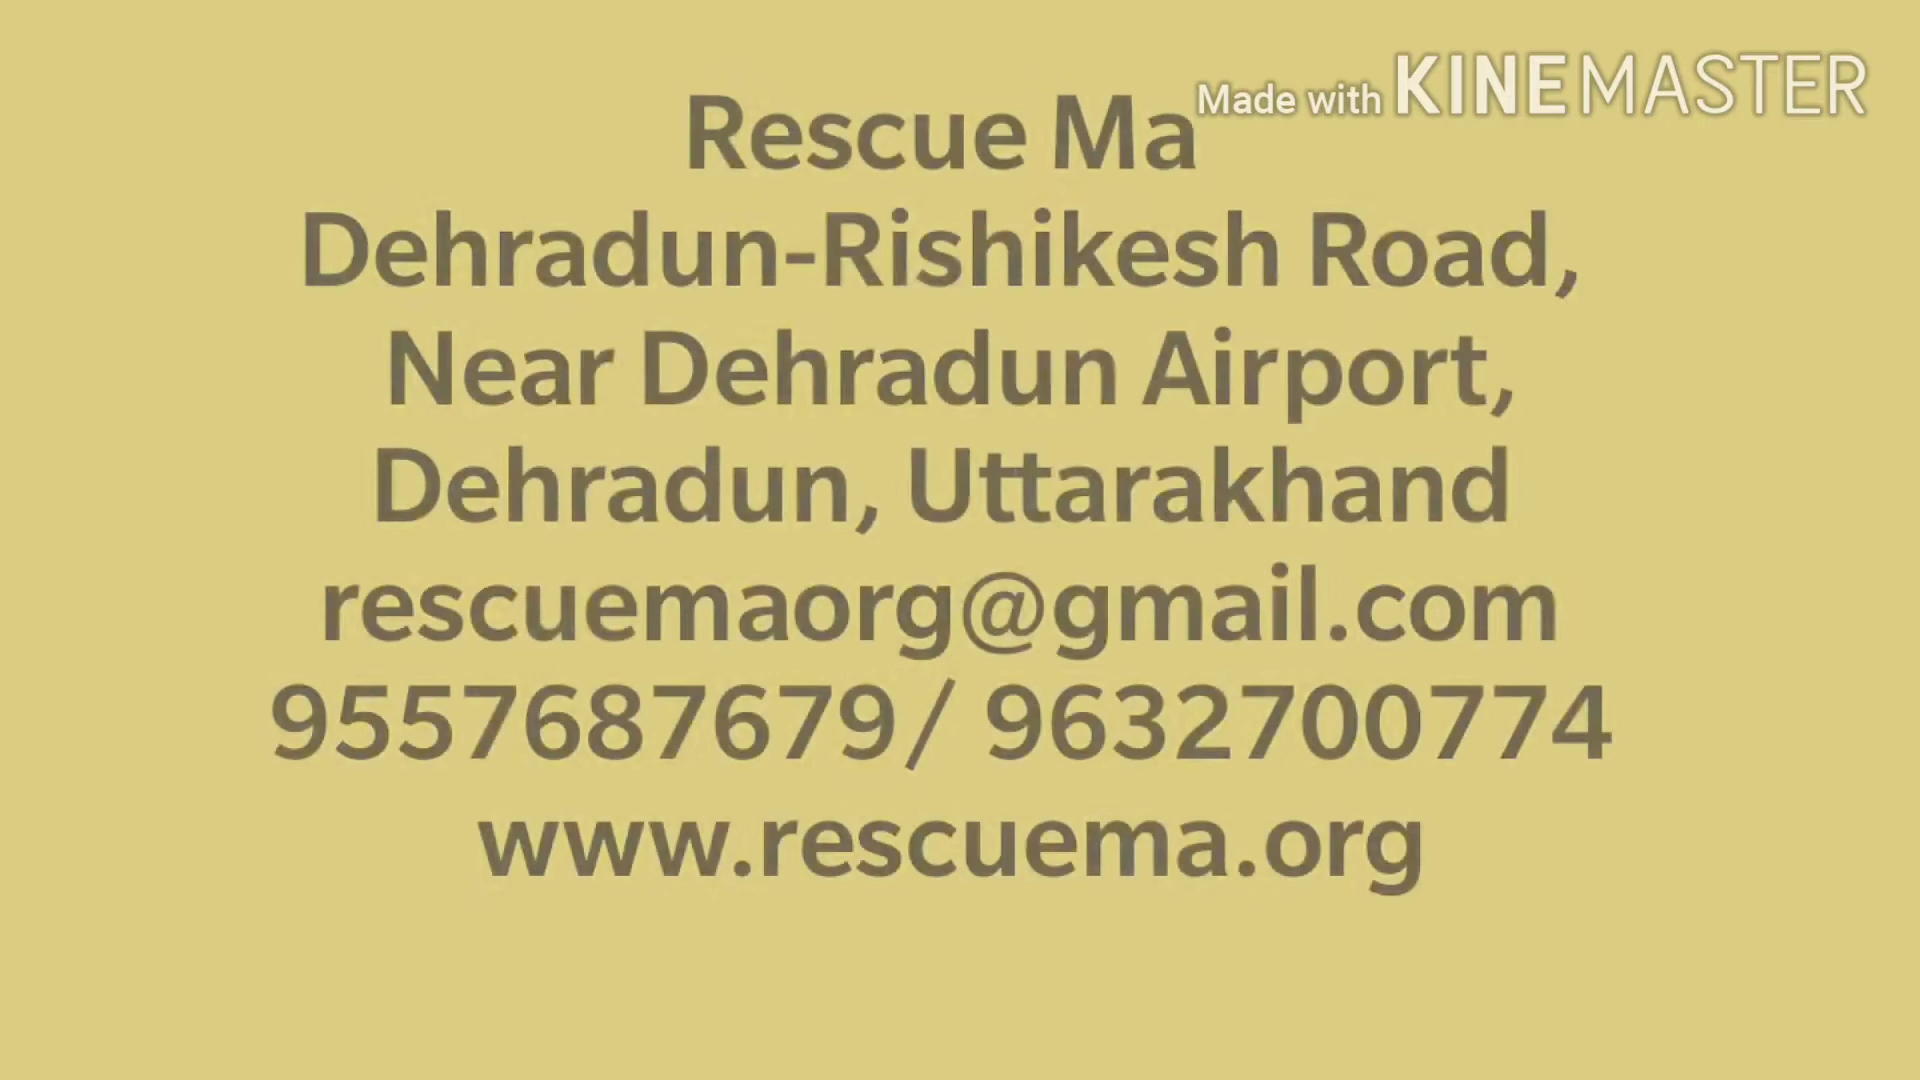 Made with KINEMASTER
Rescue Ma
Dehradun-Rishikesh Road,
Near Dehradun Airport,
Dehradun, Uttarakhand
rescuemaorg@gmail.com
9557687679/ 9632700774
www.rescuema.org